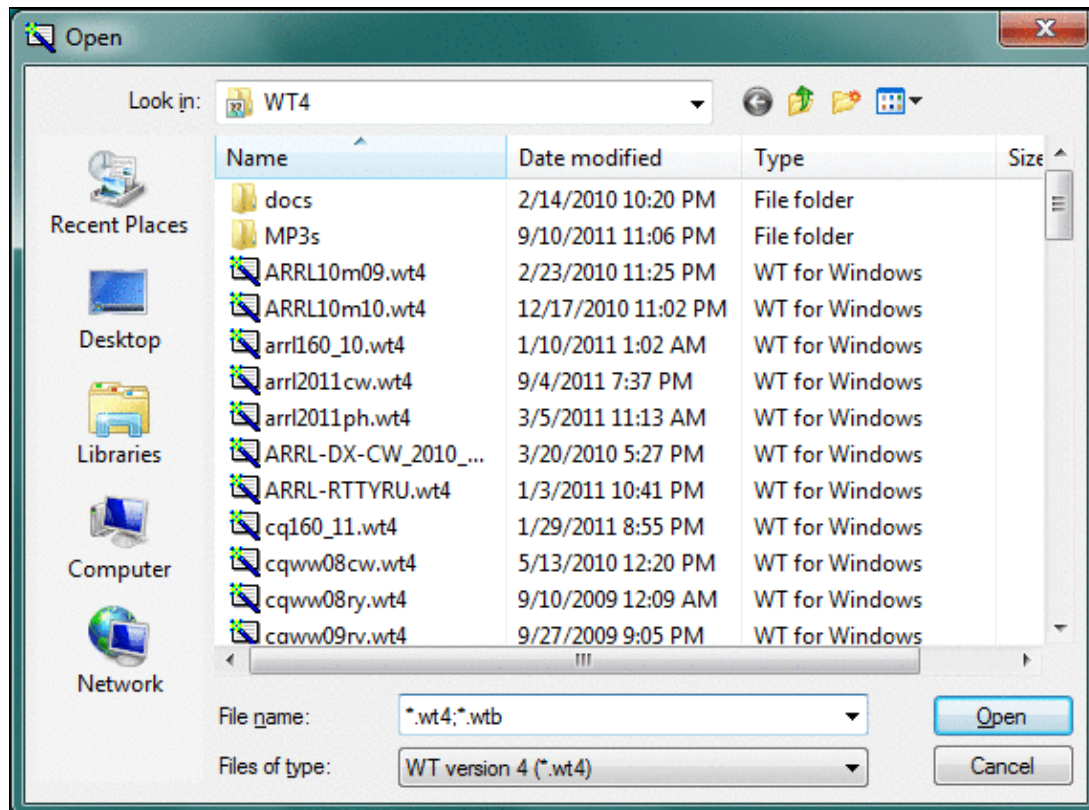 Open
Look in: WT4
Name Date modified Type Size
docs 2/14/2010 10:20 PM File folder
MP3s 9/10/2011 11:06 PM File folder
ARRL10m09.wt4 2/23/2010 11:25 PM WT for Windows
ARRL10m10.wt4 12/17/2010 11:02 PM WT for Windows
arrl160_10.wt4 1/10/2011 1:02 AM WT for Windows
arrl2011cw.wt4 9/4/2011 7:37 PM WT for Windows
arrl2011ph.wt4 3/5/2011 11:13 AM WT for Windows
ARRL-DX-CW_2010_... 3/20/2010 5:27 PM WT for Windows
ARRL-RTTYRU.wt4 1/3/2011 10:41 PM WT for Windows
cq160_11.wt4 1/29/2011 8:55 PM WT for Windows
cqww08cw.wt4 5/13/2010 12:20 PM WT for Windows
cqww08ry.wt4 9/10/2009 12:09 AM WT for Windows
cqww09ry.wt4 9/27/2009 9:05 PM WT for Windows
Recent Places
Desktop
Libraries
Computer
Network
File name: *.wt4;*.wtb Open
Files of type: WT version 4 (*.wt4) Cancel